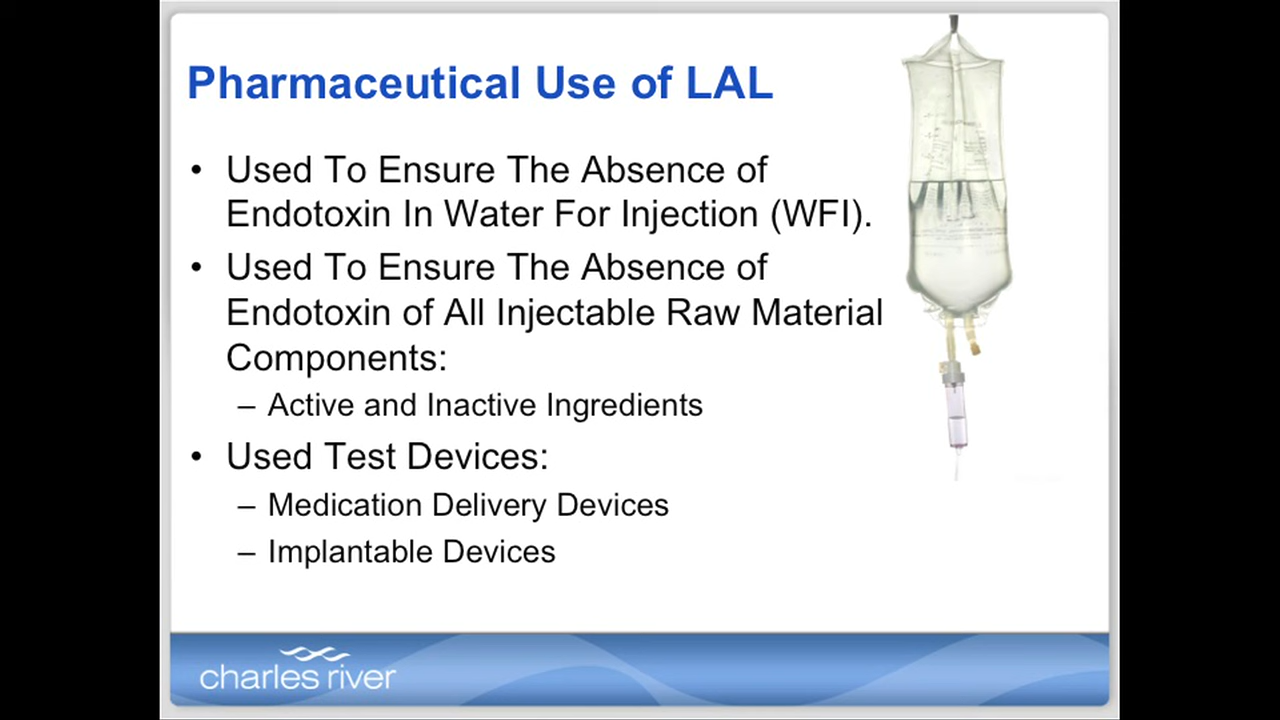 Pharmaceutical Use of LAL
• Used To Ensure The Absence of
Endotoxin In Water For Injection (WFI).
• Used To Ensure The Absence of
Endotoxin of All Injectable Raw Material
Components:
– Active and Inactive Ingredients
• Used Test Devices:
– Medication Delivery Devices
– Implantable Devices
charles river